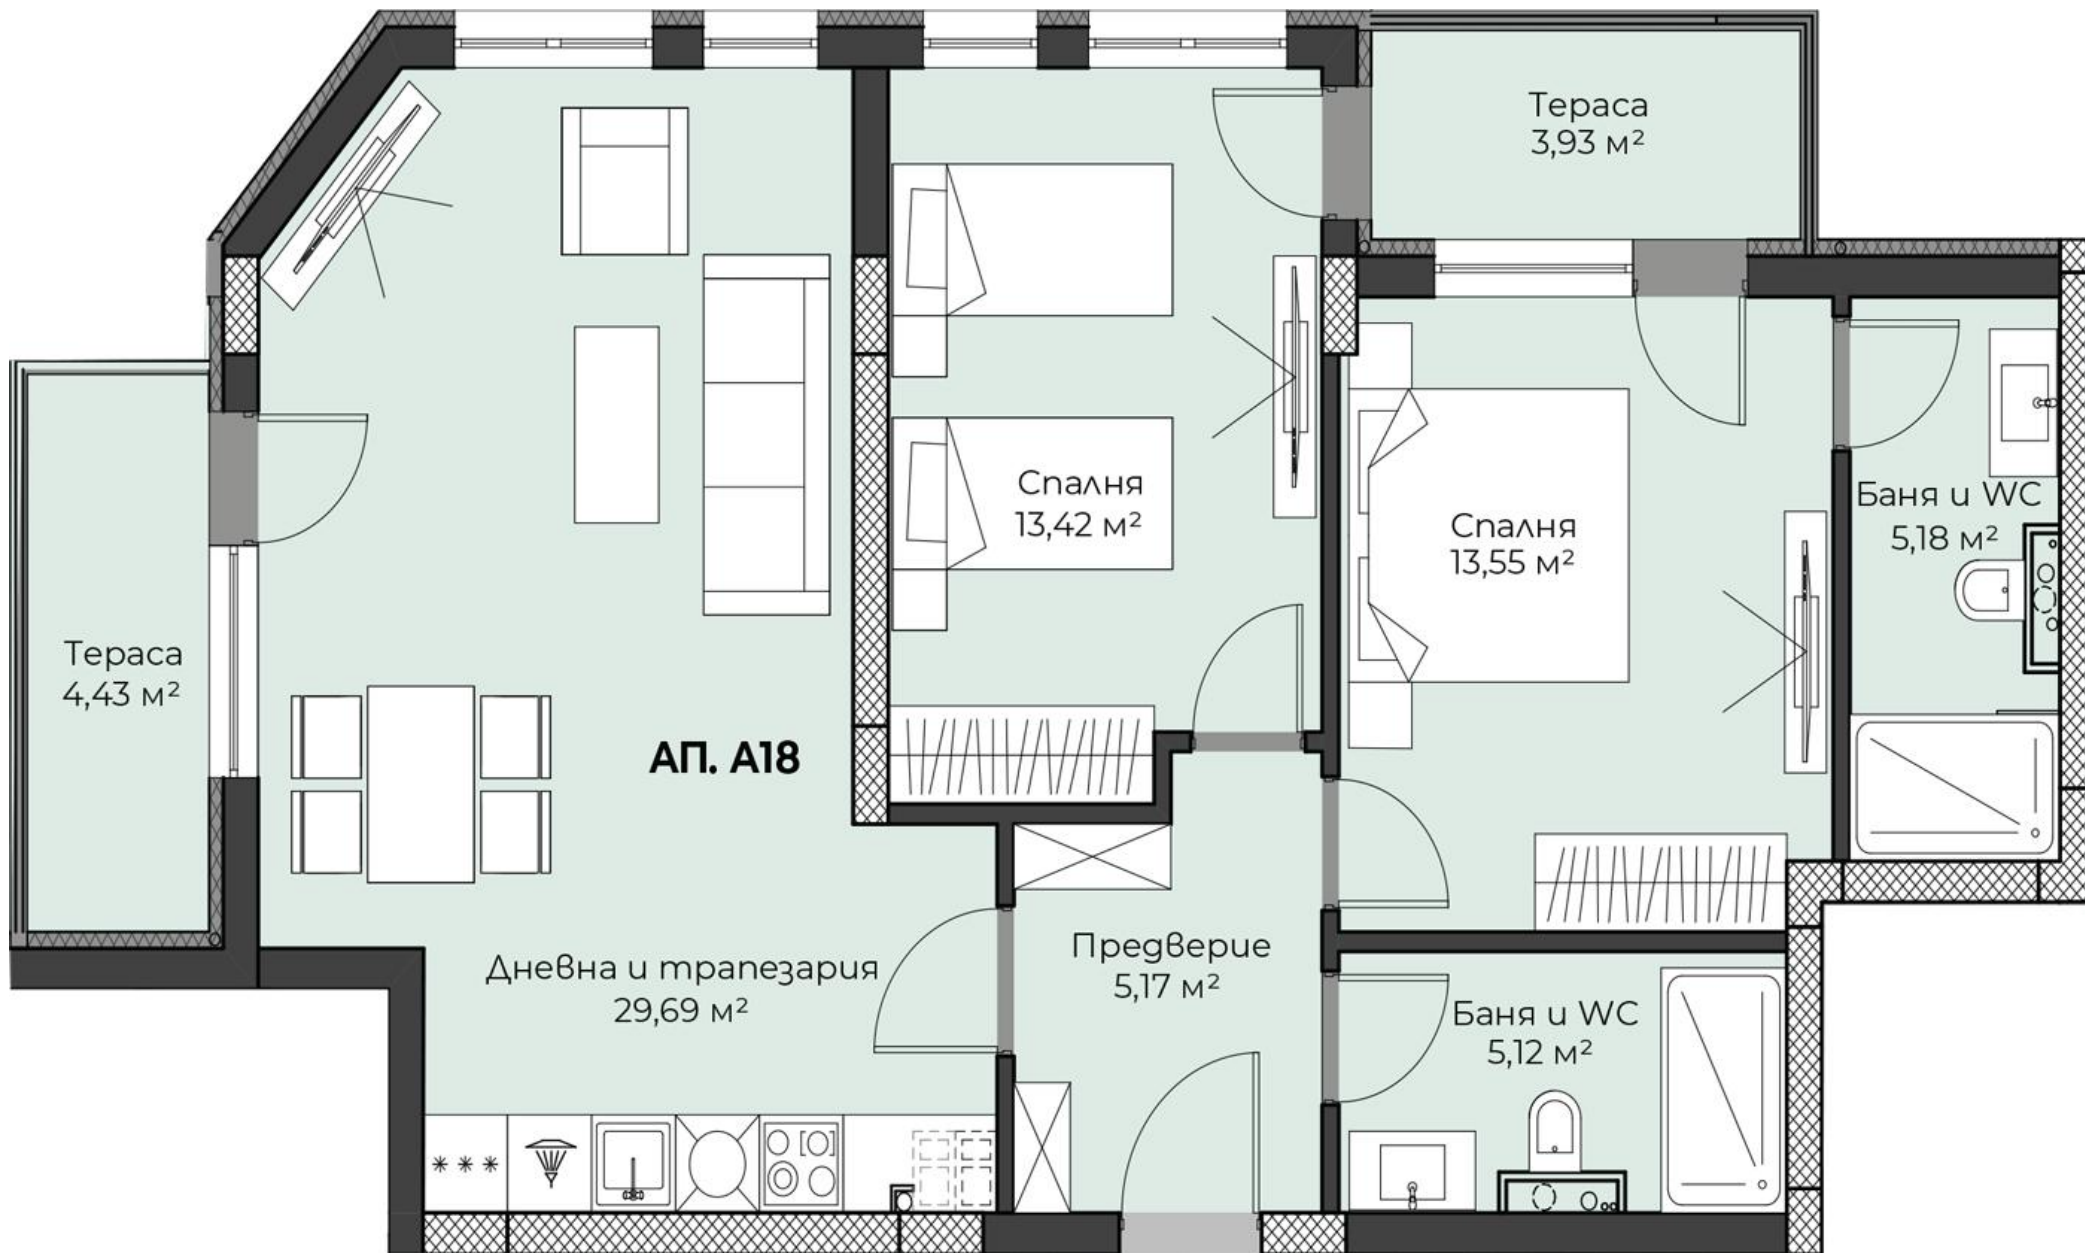 Тераса
3,93 м²
Спалня
13,42 м²
Спалня
13,55 м²
Баня и WC
5,18 м²
Тераса
4,43 м²
АП. А18
Дневна и трапезария
29,69 м²
Предверие
5,17 м²
Баня и WC
5,12 м²